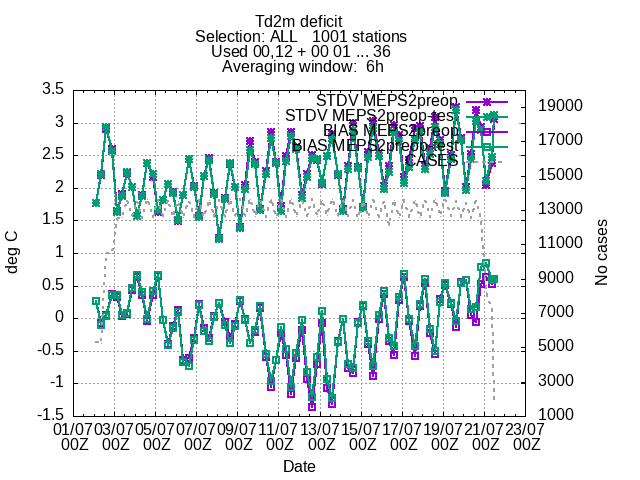 Td2m deficit
Selection: ALL   1001 stations
Used 00,12 + 00 01 ... 36
Averaging window:  6h
STDV MEPS2preop
STDV MEPS2preop-test
BIAS MEPS2preop
BIAS MEPS2preop-test
CASES
3.5
3
2.5
2
1.5
1
0.5
0
-0.5
-1
-1.5
deg C
19000
17000
15000
13000
11000
9000
7000
5000
3000
1000
No cases
01/07 03/07 05/07 07/07 09/07 11/07 13/07 15/07 17/07 19/07 21/07 23/07
00Z 00Z 00Z 00Z 00Z 00Z 00Z 00Z 00Z 00Z 00Z 00Z
Date